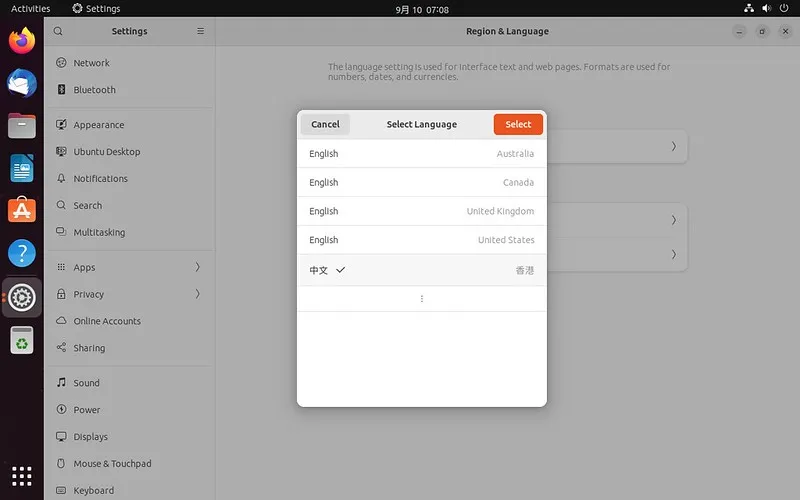 Activities
Settings
9月 10 07:08
Settings
Region & Language
The language setting is used for interface text and web pages. Formats are used for
numbers, dates, and currencies.
Network
Bluetooth
Appearance
Ubuntu Desktop
Notifications
Search
Multitasking
Apps
Privacy
Online Accounts
Sharing
Sound
Power
Displays
Mouse & Touchpad
Keyboard
Cancel
Select Language
Select
English Australia
English Canada
English United Kingdom
English United States
中文 香港